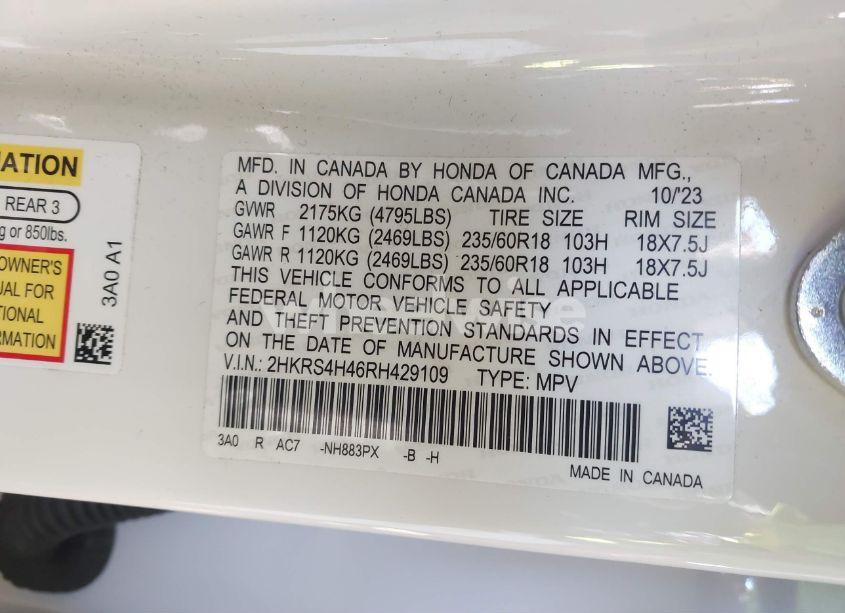 ATION
REAR 3
g or 850lbs.
OWNER'S
UAL FOR
TIONAL
ORMATION
3A0 A1
MFD. IN CANADA BY HONDA OF CANADA MFG.,
A DIVISION OF HONDA CANADA INC. 10/'23
GVWR 2175KG (4795LBS) TIRE SIZE RIM SIZE
GAWR F 1120KG (2469LBS) 235/60R18 103H 18X7.5J
GAWR R 1120KG (2469LBS) 235/60R18 103H 18X7.5J
THIS VEHICLE CONFORMS TO ALL APPLICABLE
FEDERAL MOTOR VEHICLE SAFETY
AND THEFT PREVENTION STANDARDS IN EFFECT
ON THE DATE OF MANUFACTURE SHOWN ABOVE.
V.I.N.: 2HKRS4H46RH429109 TYPE: MPV
3A0 R AC7 -NH883PX -B -H
MADE IN CANADA